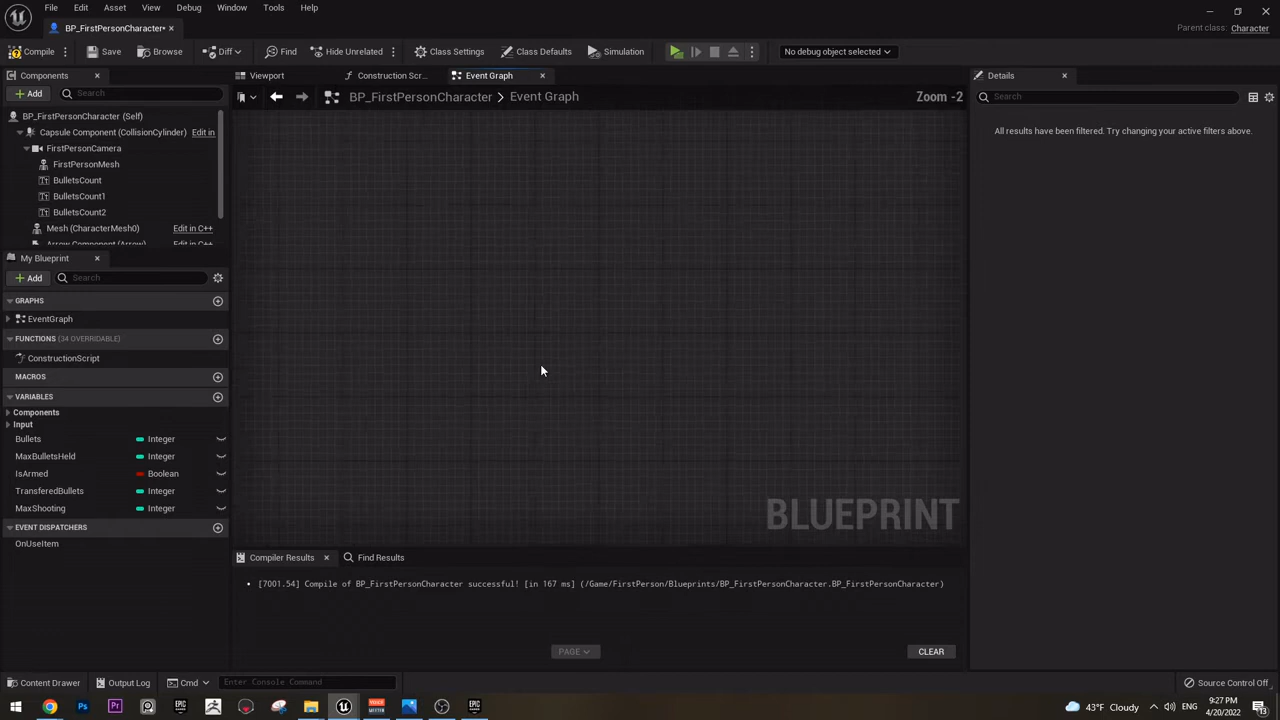 File Edit Asset View Debug Window Tools Help
BP_FirstPersonCharacter*
Parent class: Character
Compile Save Browse Diff Find Hide Unrelated Class Settings Class Defaults Simulation No debug object selected
Components
Add Search
BP_FirstPersonCharacter (Self)
Capsule Component (CollisionCylinder) Edit in
FirstPersonCamera
FirstPersonMesh
BulletsCount
BulletsCount1
BulletsCount2
Mesh (CharacterMesh0) Edit in C++
Arrow Component (Arrow) Edit in C++
My Blueprint
Add Search
GRAPHS
EventGraph
FUNCTIONS (34 OVERRIDABLE)
ConstructionScript
MACROS
VARIABLES
Components
Input
Bullets Integer
MaxBulletsHeld Integer
IsArmed Boolean
TransferedBullets Integer
MaxShooting Integer
EVENT DISPATCHERS
OnUseItem
Viewport Construction Scr... Event Graph
BP_FirstPersonCharacter > Event Graph Zoom -2
BLUEPRINT
Compiler Results Find Results
[7001.54] Compile of BP_FirstPersonCharacter successful! [in 167 ms] (/Game/FirstPerson/Blueprints/BP_FirstPersonCharacter.BP_FirstPersonCharacter)
PAGE CLEAR
Details
Search
All results have been filtered. Try changing your active filters above.
Content Drawer Output Log Cmd Enter Console Command Source Control Off
43°F Cloudy ENG 9:27 PM
4/20/2022